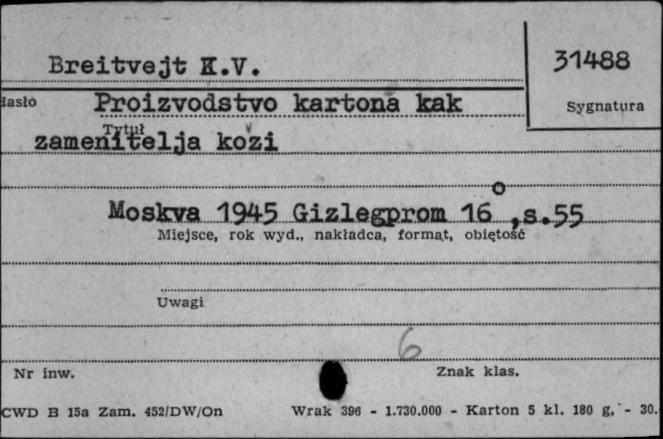 Breitvejt K.V.
31488
Hasło Proizvodstvo kartona kak
Sygnatura
Tytuł
zamenitelja koži
Moskva 1945 Gizlegprom 16°,s.55
Miejsce, rok wyd., nakładca, format, objętość
Uwagi
6
Nr inw. Znak klas.
CWD B 15a Zam. 452/DW/On Wrak 396 - 1.730.000 - Karton 5 kl. 180 g, - 30.